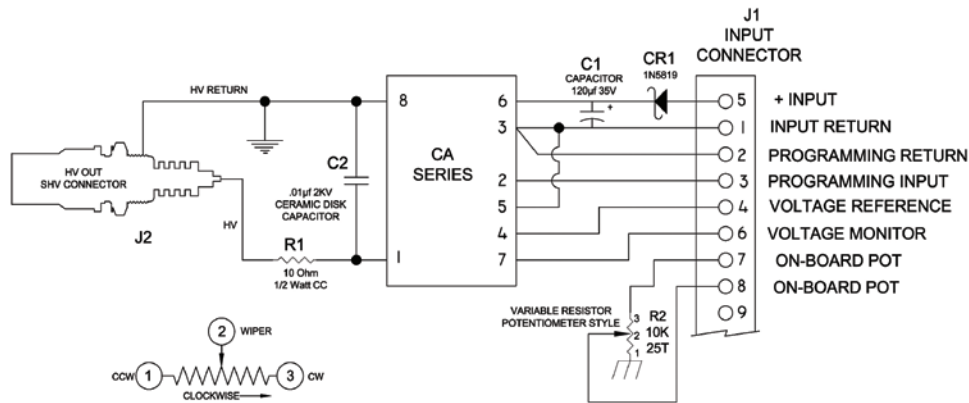 J1
INPUT
CONNECTOR
CR1
1N5819
C1
CAPACITOR
120µf 35V
+
HV RETURN
8
CA
SERIES
6
5
+ INPUT
3
1
INPUT RETURN
2
PROGRAMMING RETURN
2
3
PROGRAMMING INPUT
5
4
VOLTAGE REFERENCE
4
6
VOLTAGE MONITOR
7
7
ON-BOARD POT
8
ON-BOARD POT
9
HV OUT
SHV CONNECTOR
J2
C2
.01µf 2KV
CERAMIC DISK
CAPACITOR
HV
R1
10 Ohm
1/2 Watt CC
1
VARIABLE RESISTOR
POTENTIOMETER STYLE
3
2
1
R2
10K
25T
2 WIPER
CCW 1
3 CW
CLOCKWISE